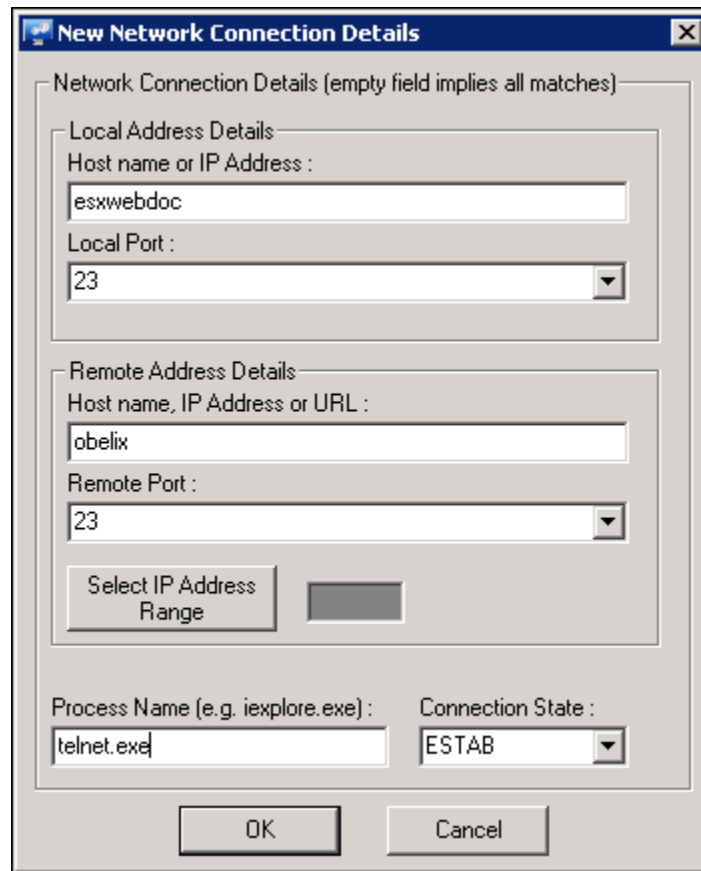 New Network Connection Details
Network Connection Details (empty field implies all matches)
Local Address Details
Host name or IP Address :
esxwebdoc
Local Port :
23
Remote Address Details
Host name, IP Address or URL :
obelix
Remote Port :
23
Select IP Address
Range
Process Name (e.g. iexplore.exe) : Connection State :
telnet.exe ESTAB
OK Cancel